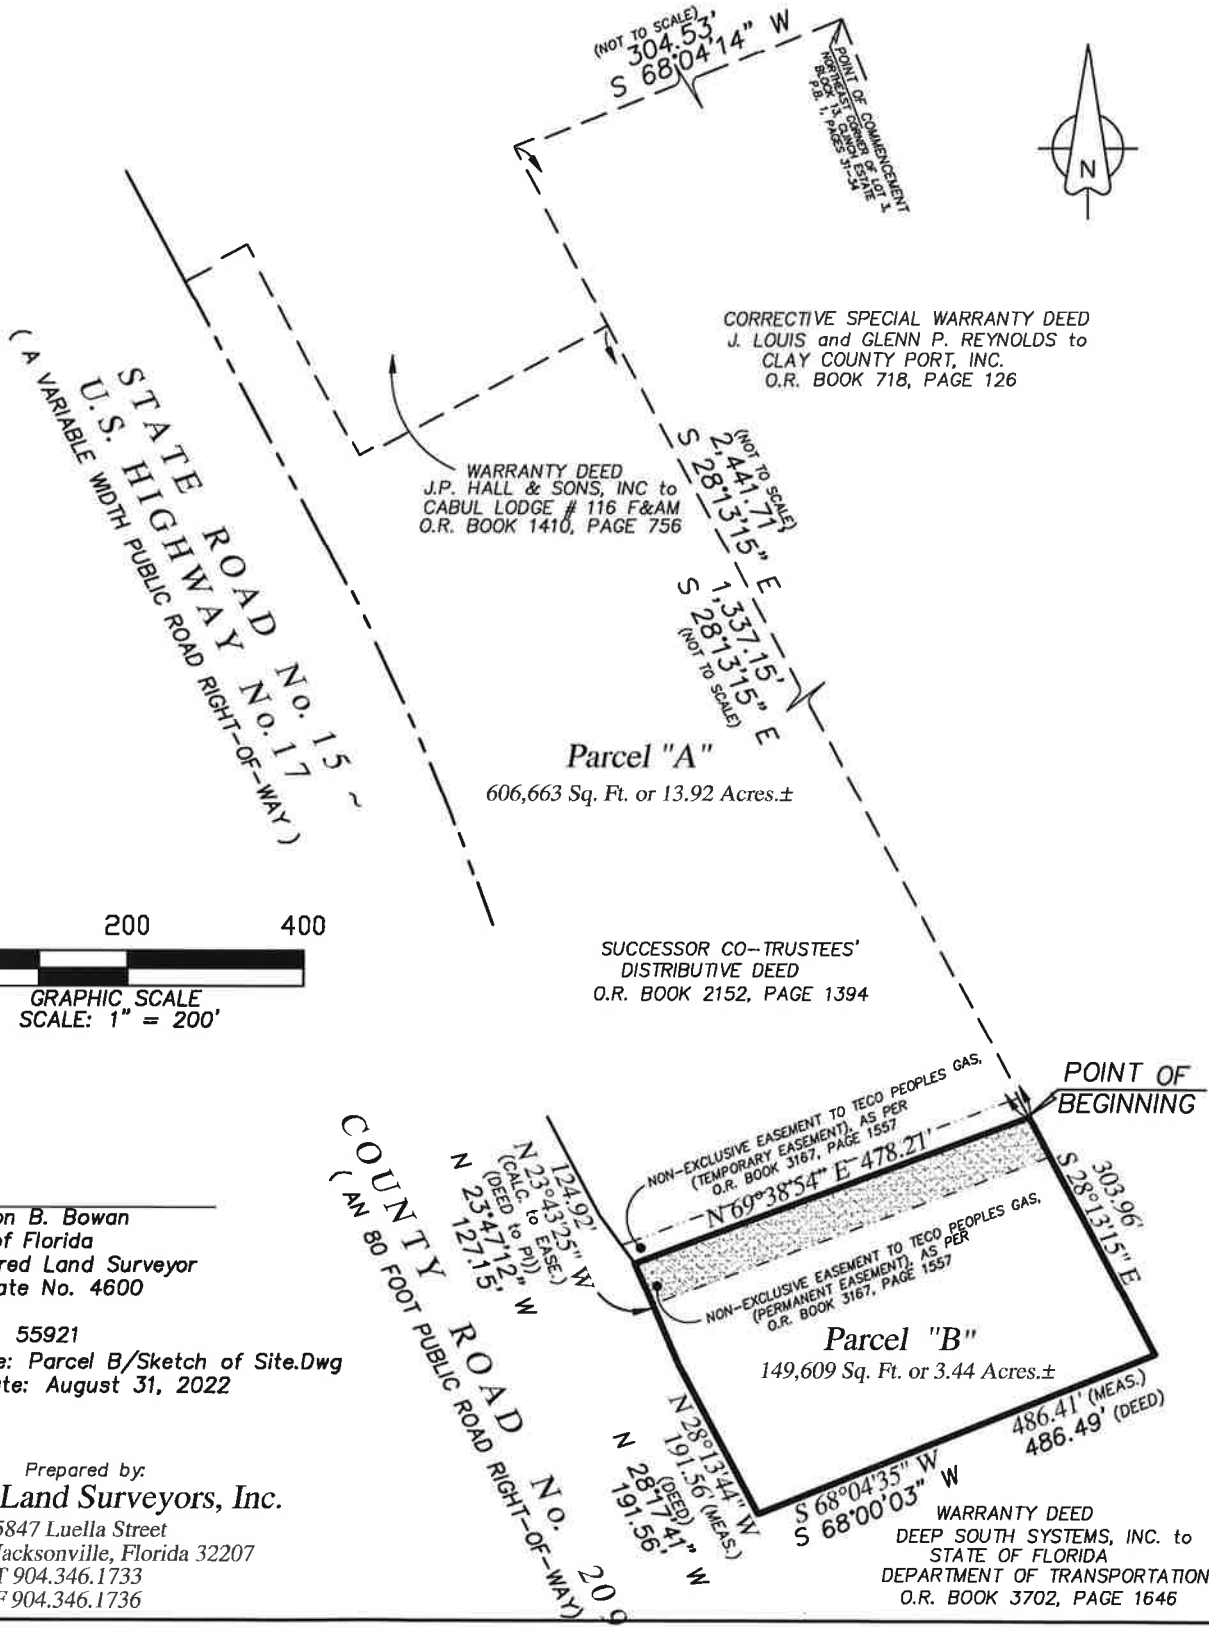 (NOT TO SCALE)
304.53'
S 68°04'14" W
POINT OF COMMENCEMENT
NORTHEAST CORNER OF LOT 3,
BLOCK 13, CLINCH ESTATE
P.B. 1, PAGES 31-34
N
CORRECTIVE SPECIAL WARRANTY DEED
J. LOUIS and GLENN P. REYNOLDS to
CLAY COUNTY PORT, INC.
O.R. BOOK 718, PAGE 126
STATE ROAD No. 15 ~
U.S. HIGHWAY No. 17
( A VARIABLE WIDTH PUBLIC ROAD RIGHT-OF-WAY )
WARRANTY DEED
J.P. HALL & SONS, INC to
CABUL LODGE # 116 F&AM
O.R. BOOK 1410, PAGE 756
(NOT TO SCALE)
2,441.71'
S 28°13'15" E
1,337.15'
S 28°13'15" E
(NOT TO SCALE)
Parcel "A"
606,663 Sq. Ft. or 13.92 Acres.±
200 400
GRAPHIC SCALE
SCALE: 1" = 200'
SUCCESSOR CO-TRUSTEES'
DISTRIBUTIVE DEED
O.R. BOOK 2152, PAGE 1394
POINT OF
BEGINNING
NON-EXCLUSIVE EASEMENT TO TECO PEOPLES GAS,
(TEMPORARY EASEMENT), AS PER
O.R. BOOK 3167, PAGE 1557
N 69°38'54" E 478.21'
303.96'
S 28°13'15" E
124.92'
N 23°43'25" W
(CALC. to EASE.)
(DEED to PI))
N 23°47'12" W
127.15'
NON-EXCLUSIVE EASEMENT TO TECO PEOPLES GAS,
(PERMANENT EASEMENT), AS PER
O.R. BOOK 3167, PAGE 1557
Parcel "B"
149,609 Sq. Ft. or 3.44 Acres.±
COUNTY ROAD No. 209
( AN 80 FOOT PUBLIC ROAD RIGHT-OF-WAY)
N 28°13'44" W
191.56' (MEAS.)
(DEED)
N 28°17'41" W
191.56'
486.41' (MEAS.)
486.49' (DEED)
S 68°04'35" W
S 68°00'03" W
WARRANTY DEED
DEEP SOUTH SYSTEMS, INC. to
STATE OF FLORIDA
DEPARTMENT OF TRANSPORTATION
O.R. BOOK 3702, PAGE 1646
on B. Bowan
of Florida
red Land Surveyor
ate No. 4600
55921
e: Parcel B/Sketch of Site.Dwg
te: August 31, 2022
Prepared by:
Land Surveyors, Inc.
5847 Luella Street
Jacksonville, Florida 32207
T 904.346.1733
F 904.346.1736